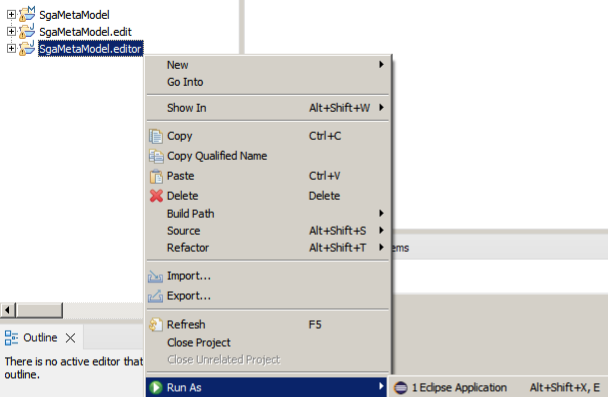 SgaMetaModel
SgaMetaModel.edit
SgaMetaModel.editor
New
Go Into
Show In Alt+Shift+W
Copy Ctrl+C
Copy Qualified Name
Paste Ctrl+V
Delete Delete
Build Path
Source Alt+Shift+S
Refactor Alt+Shift+T
ems
Import...
Export...
Refresh F5
Close Project
Close Unrelated Project
Run As
1 Eclipse Application Alt+Shift+X, E
Outline
There is no active editor that
outline.